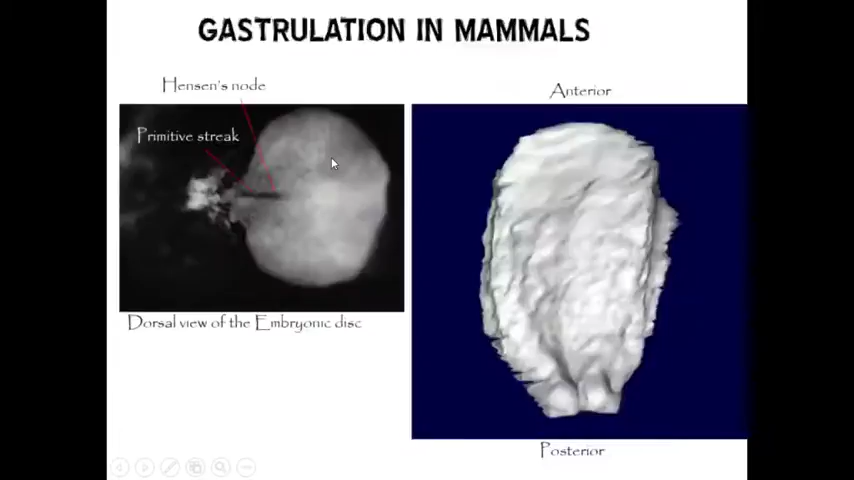 GASTRULATION IN MAMMALS
Hensen's node
Primitive streak
Dorsal view of the Embryonic disc
Anterior
Posterior